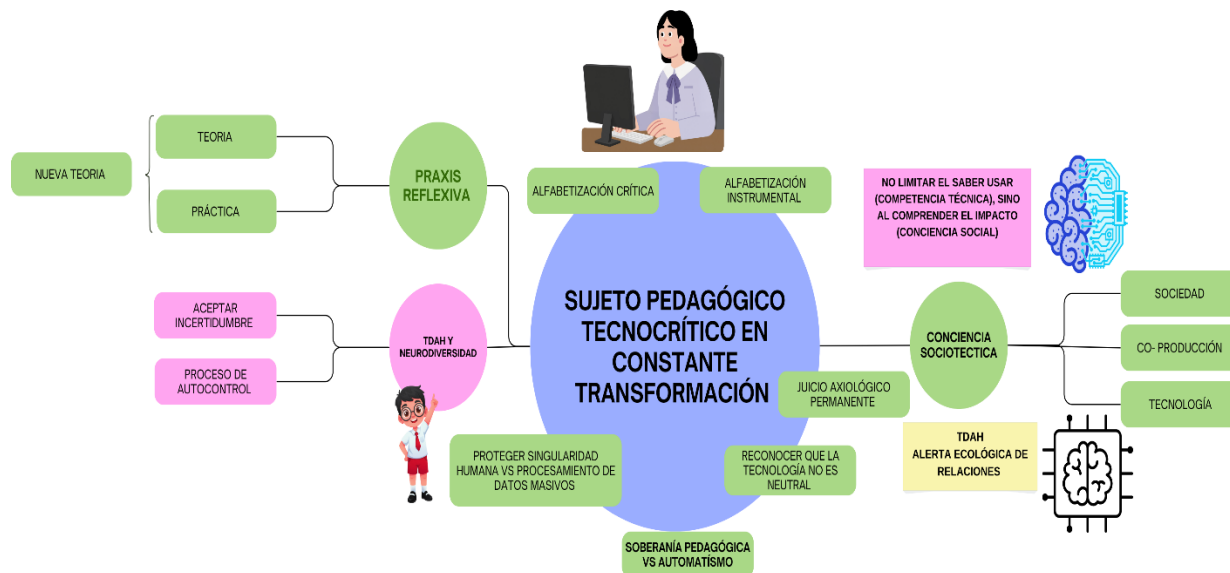 NUEVA TEORIA
TEORIA
PRÁCTICA
PRAXIS
REFLEXIVA
ACEPTAR
INCERTIDUMBRE
PROCESO DE
AUTOCONTROL
TDAH Y
NEURODIVERSIDAD
ALFABETIZACIÓN CRÍTICA
ALFABETIZACIÓN
INSTRUMENTAL
SUJETO PEDAGÓGICO
TECNOCRÍTICO EN
CONSTANTE
TRANSFORMACIÓN
JUICIO AXIOLÓGICO
PERMANENTE
PROTEGER SINGULARIDAD
HUMANA VS PROCESAMIENTO DE
DATOS MASIVOS
RECONOCER QUE LA
TECNOLOGÍA NO ES
NEUTRAL
SOBERANÍA PEDAGÓGICA
VS AUTOMATÍSMO
NO LIMITAR EL SABER USAR
(COMPETENCIA TÉCNICA), SINO
AL COMPRENDER EL IMPACTO
(CONCIENCIA SOCIAL)
CONCIENCIA
SOCIOTECTICA
SOCIEDAD
CO- PRODUCCIÓN
TECNOLOGÍA
TDAH
ALERTA ECOLÓGICA DE
RELACIONES